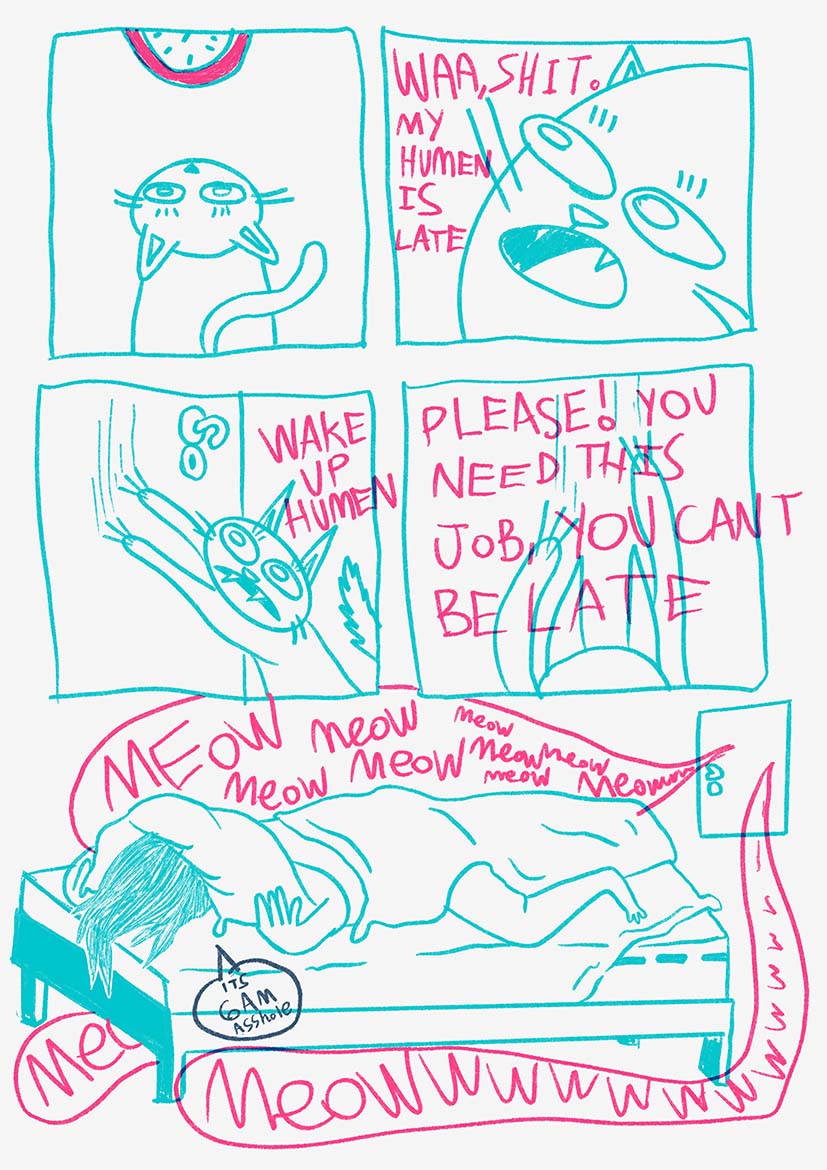 WAA, SHIT.
MY
HUMEN
IS
LATE
WAKE
UP
HUMEN
PLEASE! YOU
NEED THIS
JOB, YOU CANT
BE LATE
MEOW meow meow
meow meow meow meow
meow meowwww
ITS
6AM
Asshole
Meo
MeoWWWWWWWWWWWWWW